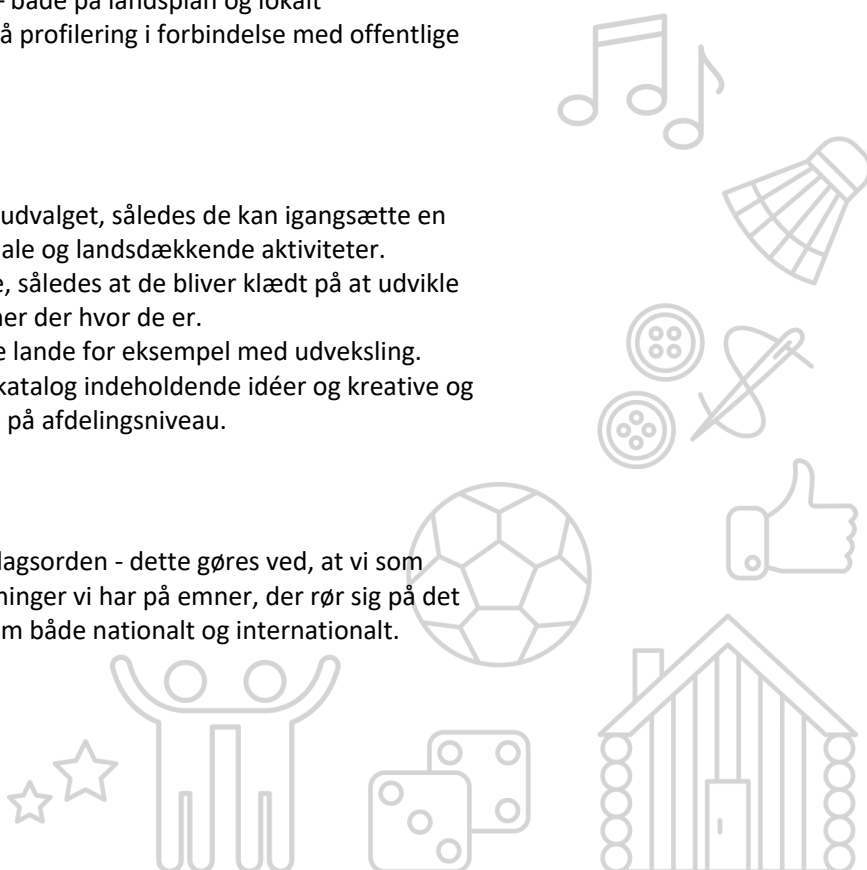 - både på landsplan og lokalt
å profilering i forbindelse med offentlige
udvalget, således de kan igangsætte en
ale og landsdækkende aktiviteter.
e, således at de bliver klædt på at udvikle
ner der hvor de er.
e lande for eksempel med udveksling.
katalog indeholdende idéer og kreative og
på afdelingsniveau.
dagsorden - dette gøres ved, at vi som
ninger vi har på emner, der rør sig på det
m både nationalt og internationalt.